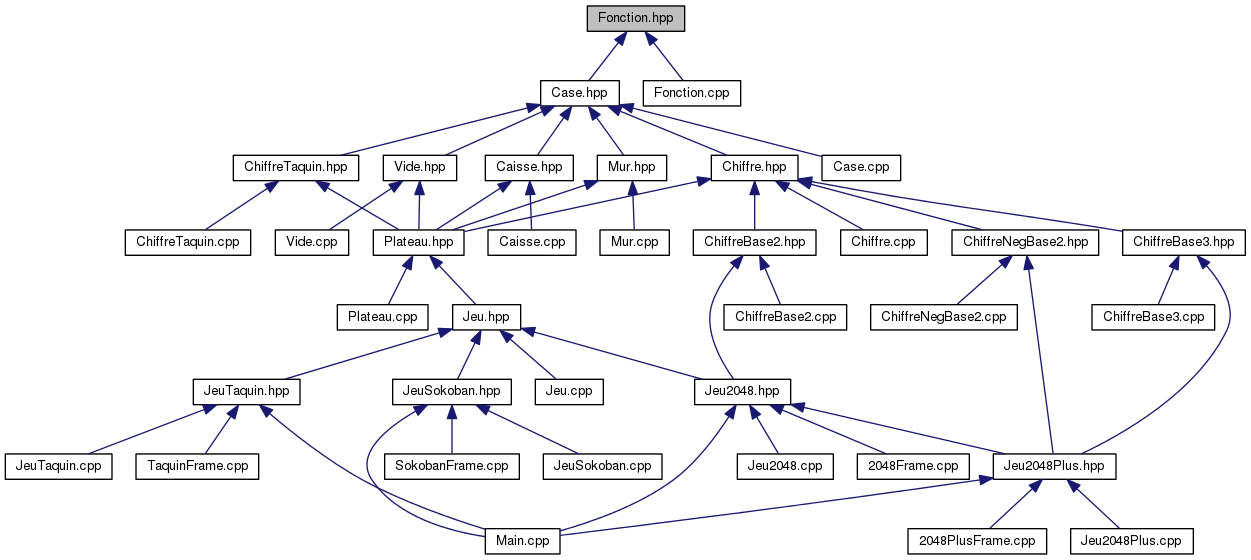 Fonction.hpp
Case.hpp
Fonction.cpp
ChiffreTaquin.hpp
Vide.hpp
Caisse.hpp
Mur.hpp
Chiffre.hpp
Case.cpp
ChiffreTaquin.cpp
Vide.cpp
Plateau.hpp
Caisse.cpp
Mur.cpp
ChiffreBase2.hpp
Chiffre.cpp
ChiffreNegBase2.hpp
ChiffreBase3.hpp
Plateau.cpp
Jeu.hpp
ChiffreBase2.cpp
ChiffreNegBase2.cpp
ChiffreBase3.cpp
JeuTaquin.hpp
JeuSokoban.hpp
Jeu.cpp
Jeu2048.hpp
JeuTaquin.cpp
TaquinFrame.cpp
SokobanFrame.cpp
JeuSokoban.cpp
Jeu2048.cpp
2048Frame.cpp
Jeu2048Plus.hpp
Main.cpp
2048PlusFrame.cpp
Jeu2048Plus.cpp